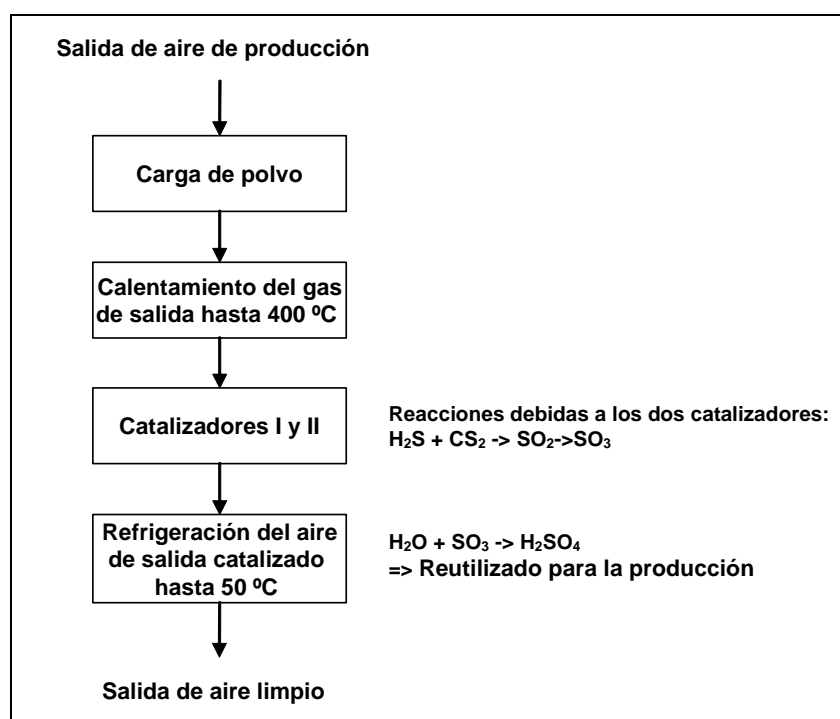 Salida de aire de producción
Carga de polvo
Calentamiento del gas
de salida hasta 400 ºC
Catalizadores I y II
Reacciones debidas a los dos catalizadores:
H₂S + CS₂ -> SO₂->SO₃
Refrigeración del aire
de salida catalizado
hasta 50 ºC
H₂O + SO₃ -> H₂SO₄
=> Reutilizado para la producción
Salida de aire limpio